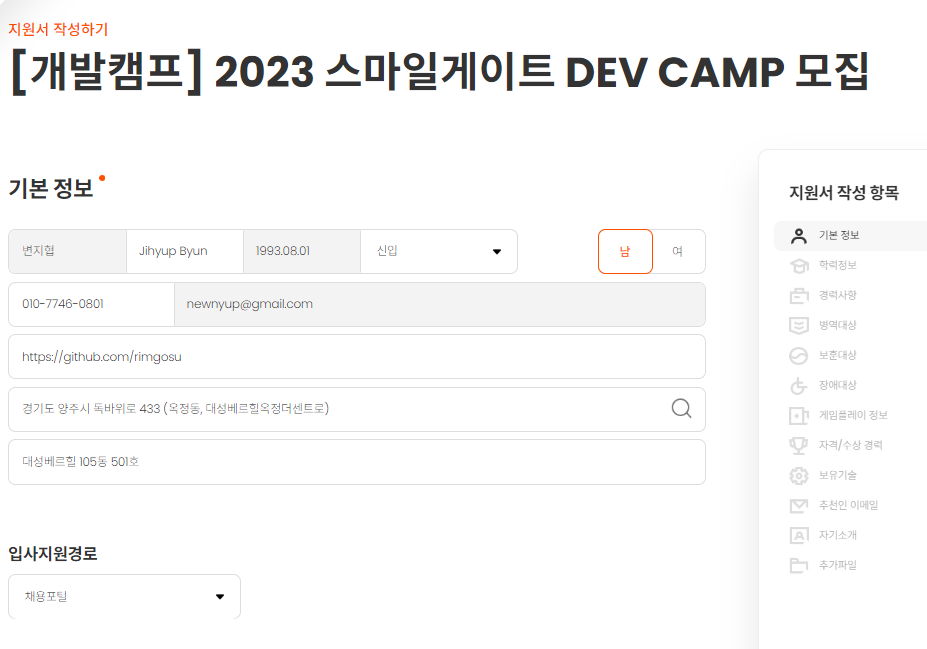 지원서 작성하기
[개발캠프] 2023 스마일게이트 DEV CAMP 모집
기본 정보
변지협 Jihyup Byun 1993.08.01 신입 남 여
010-7746-0801 newnyup@gmail.com
https://github.com/rimgosu
경기도 양주시 독바위로 433 (옥정동, 대성베르힐옥정더센트로)
대성베르힐 105동 501호
입사지원경로
채용포털
지원서 작성 항목
기본 정보
학력정보
경력사항
병역대상
보훈대상
장애대상
게임플레이 정보
자격/수상 경력
보유기술
추천인 이메일
자기소개
추가파일